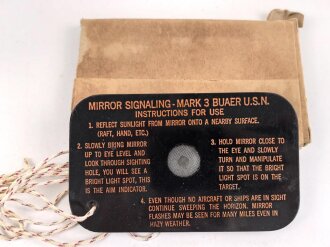 MIRROR SIGNALING - MARK 3 BUAER U.S.N.
INSTRUCTIONS FOR USE
1. REFLECT SUNLIGHT FROM MIRROR ONTO A NEARBY SURFACE.
(RAFT, HAND, ETC.)
2. SLOWLY BRING MIRROR
UP TO EYE LEVEL AND
LOOK THROUGH SIGHTING
HOLE, YOU WILL SEE A
BRIGHT LIGHT SPOT, THIS
IS THE AIM INDICATOR.
3. HOLD MIRROR CLOSE TO
THE EYE AND SLOWLY
TURN AND MANIPULATE
IT SO THAT THE BRIGHT
LIGHT SPOT IS ON THE
TARGET.
4. EVEN THOUGH NO AIRCRAFT OR SHIPS ARE IN SIGHT
CONTINUE SWEEPING THE HORIZON. MIRROR
FLASHES MAY BE SEEN FOR MANY MILES EVEN IN
HAZY WEATHER.